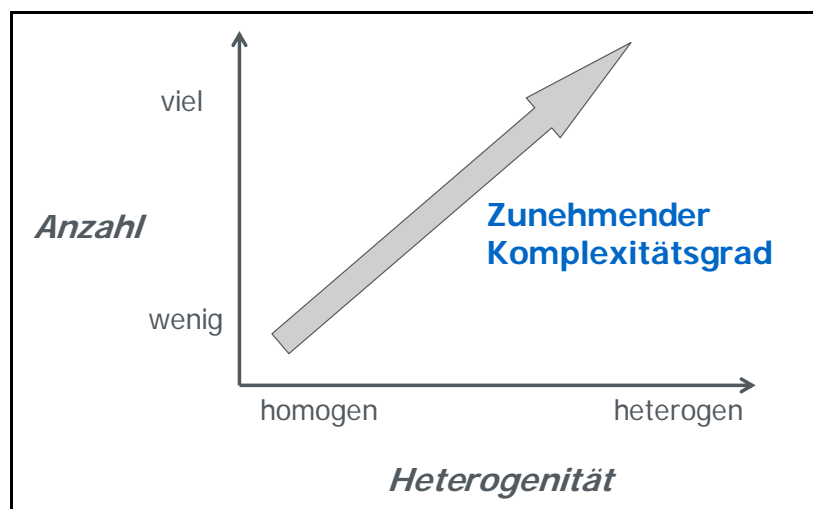 viel
Anzahl
Zunehmender
Komplexitätsgrad
wenig
homogen
heterogen
Heterogenität